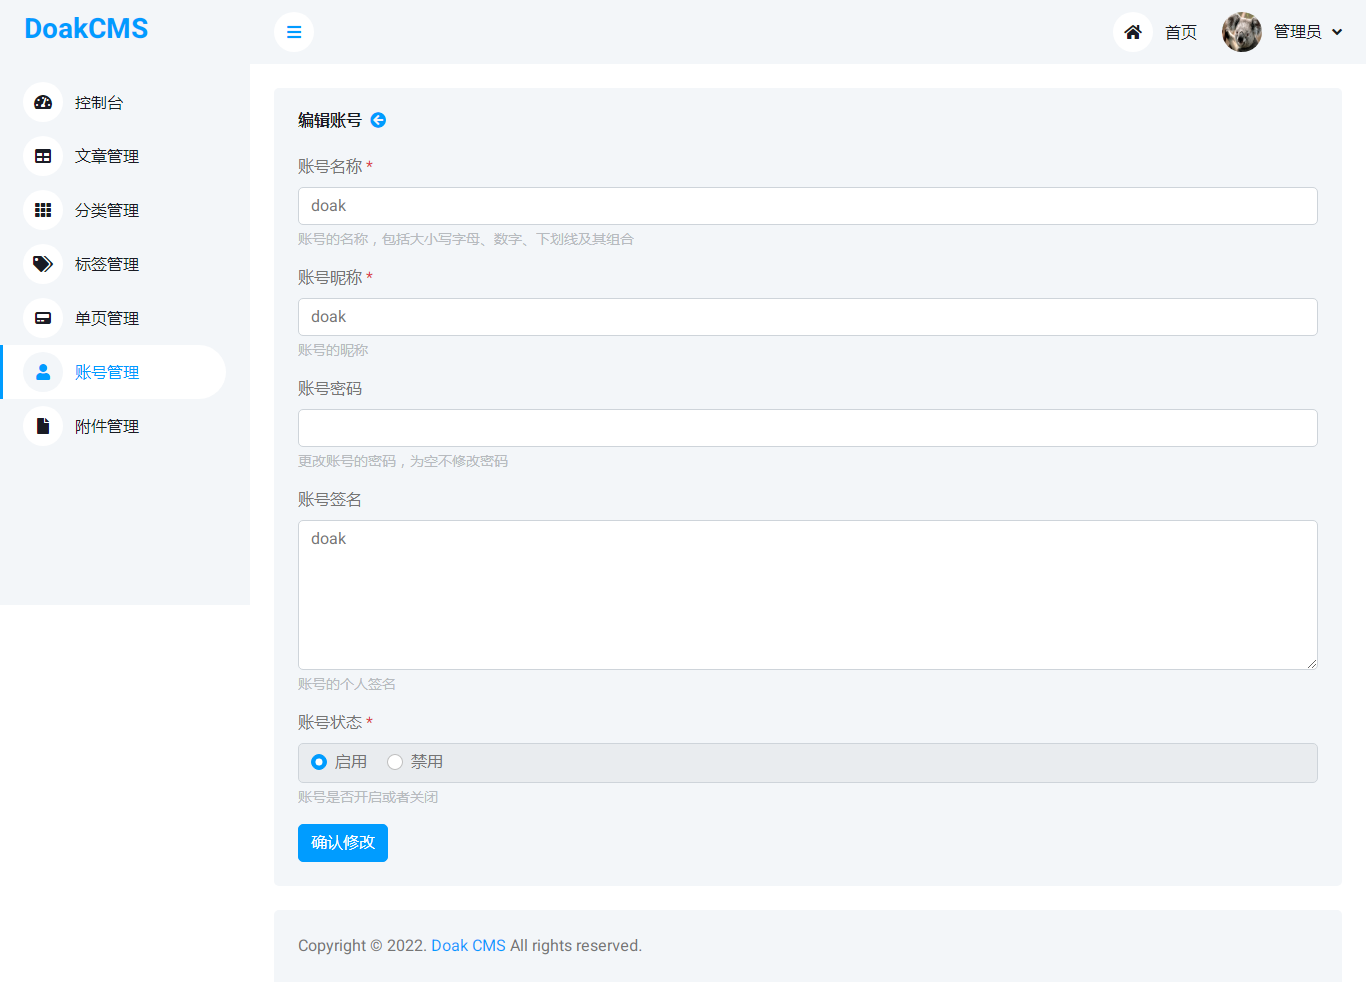 DoakCMS
首页
管理员
控制台
文章管理
分类管理
标签管理
单页管理
账号管理
附件管理
编辑账号
账号名称 *
doak
账号的名称，包括大小写字母、数字、下划线及其组合
账号昵称 *
doak
账号的昵称
账号密码
更改账号的密码，为空不修改密码
账号签名
doak
账号的个人签名
账号状态 *
启用 禁用
账号是否开启或者关闭
确认修改
Copyright © 2022. Doak CMS All rights reserved.